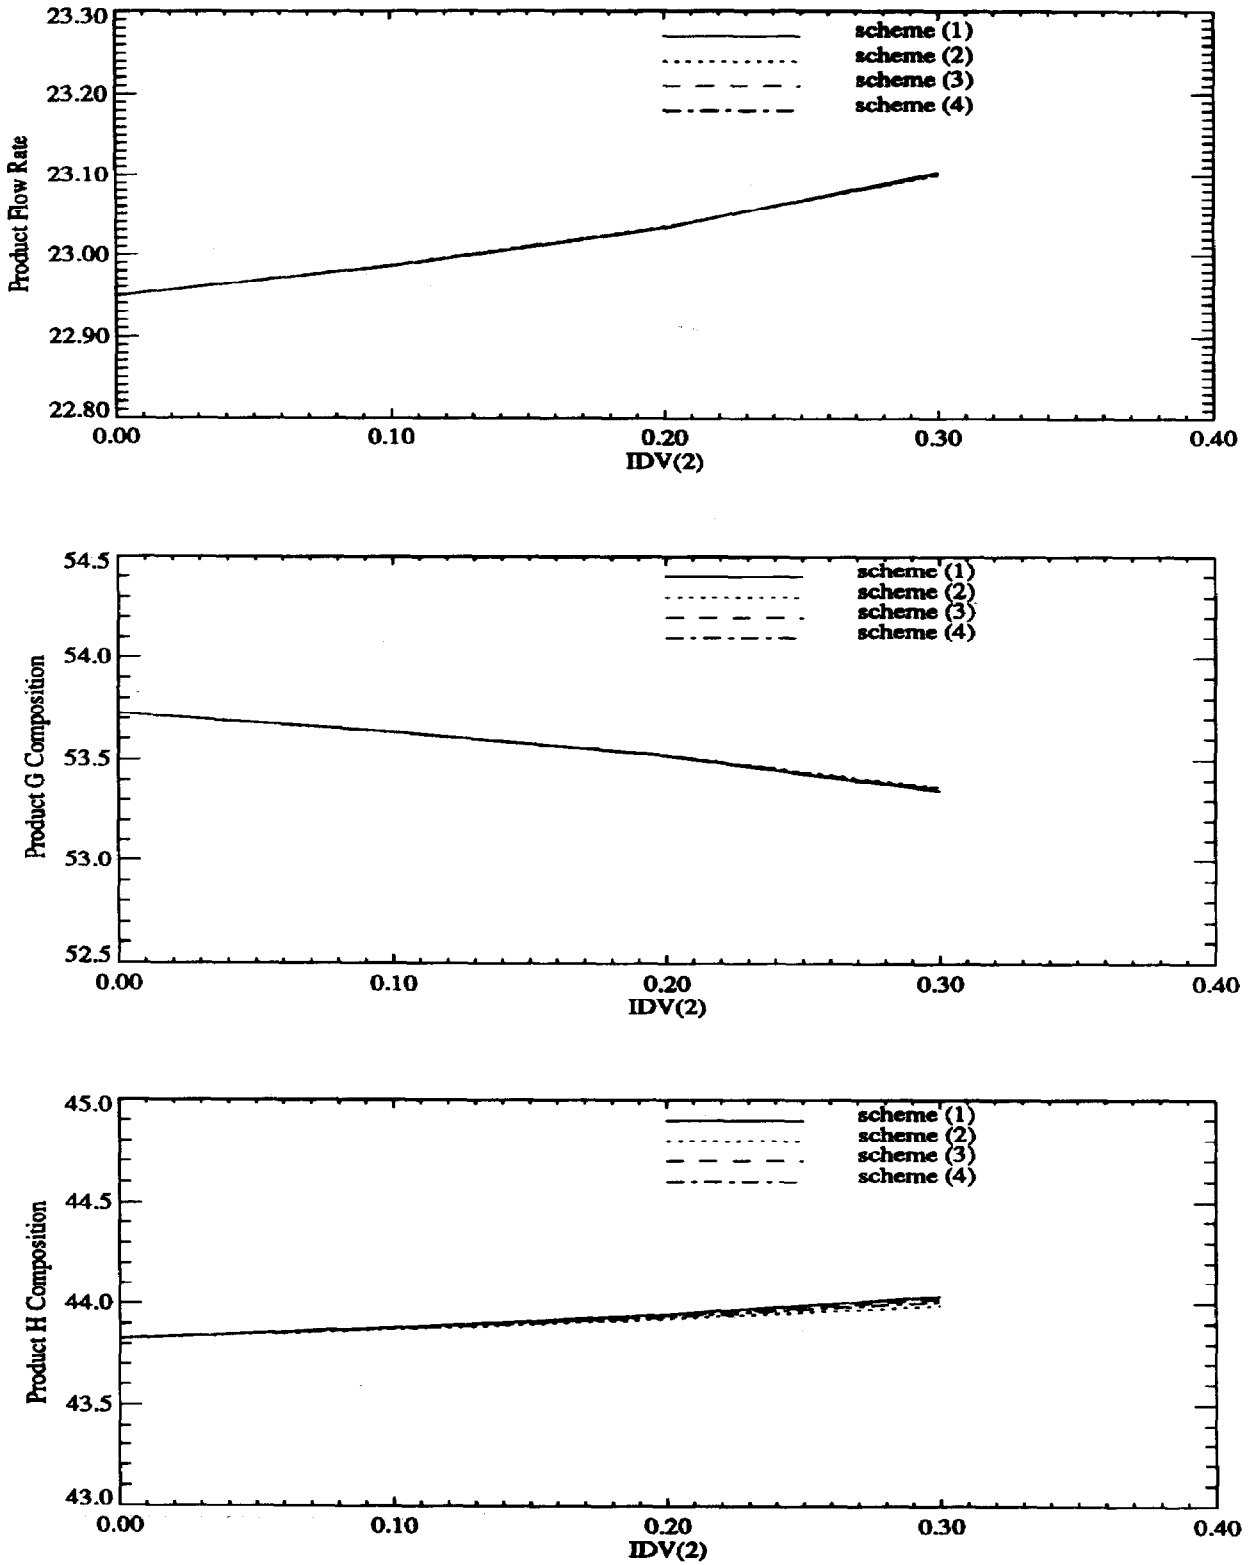 23.30
scheme (1)
scheme (2)
23.20
scheme (3)
scheme (4)
23.10
Product Flow Rate
23.00
22.90
22.80
0.00 0.10 0.20 0.30 0.40
IDV(2)
54.5
scheme (1)
scheme (2)
scheme (3)
scheme (4)
54.0
Product G Composition
53.5
53.0
52.5
0.00 0.10 0.20 0.30 0.40
IDV(2)
45.0
scheme (1)
scheme (2)
scheme (3)
scheme (4)
44.5
Product H Composition
44.0
43.5
43.0
0.00 0.10 0.20 0.30 0.40
IDV(2)